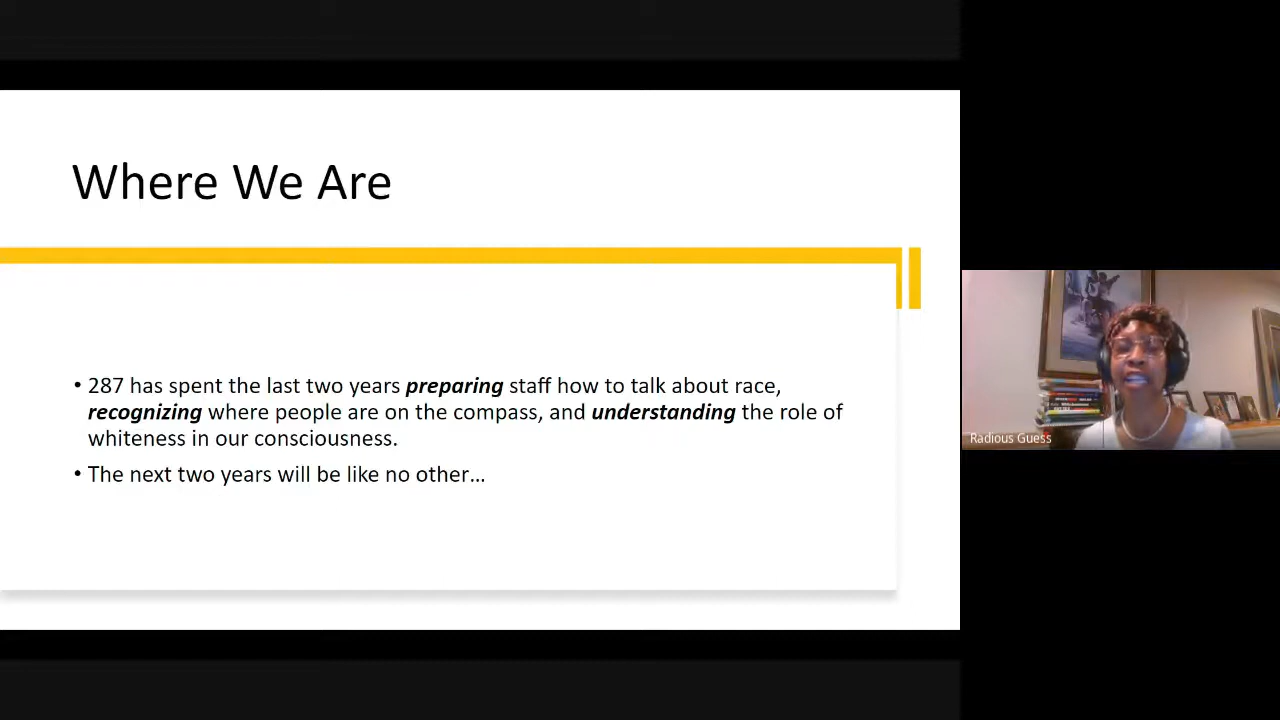 Where We Are
• 287 has spent the last two years preparing staff how to talk about race,
recognizing where people are on the compass, and understanding the role of
whiteness in our consciousness.
• The next two years will be like no other…
Radious Guess